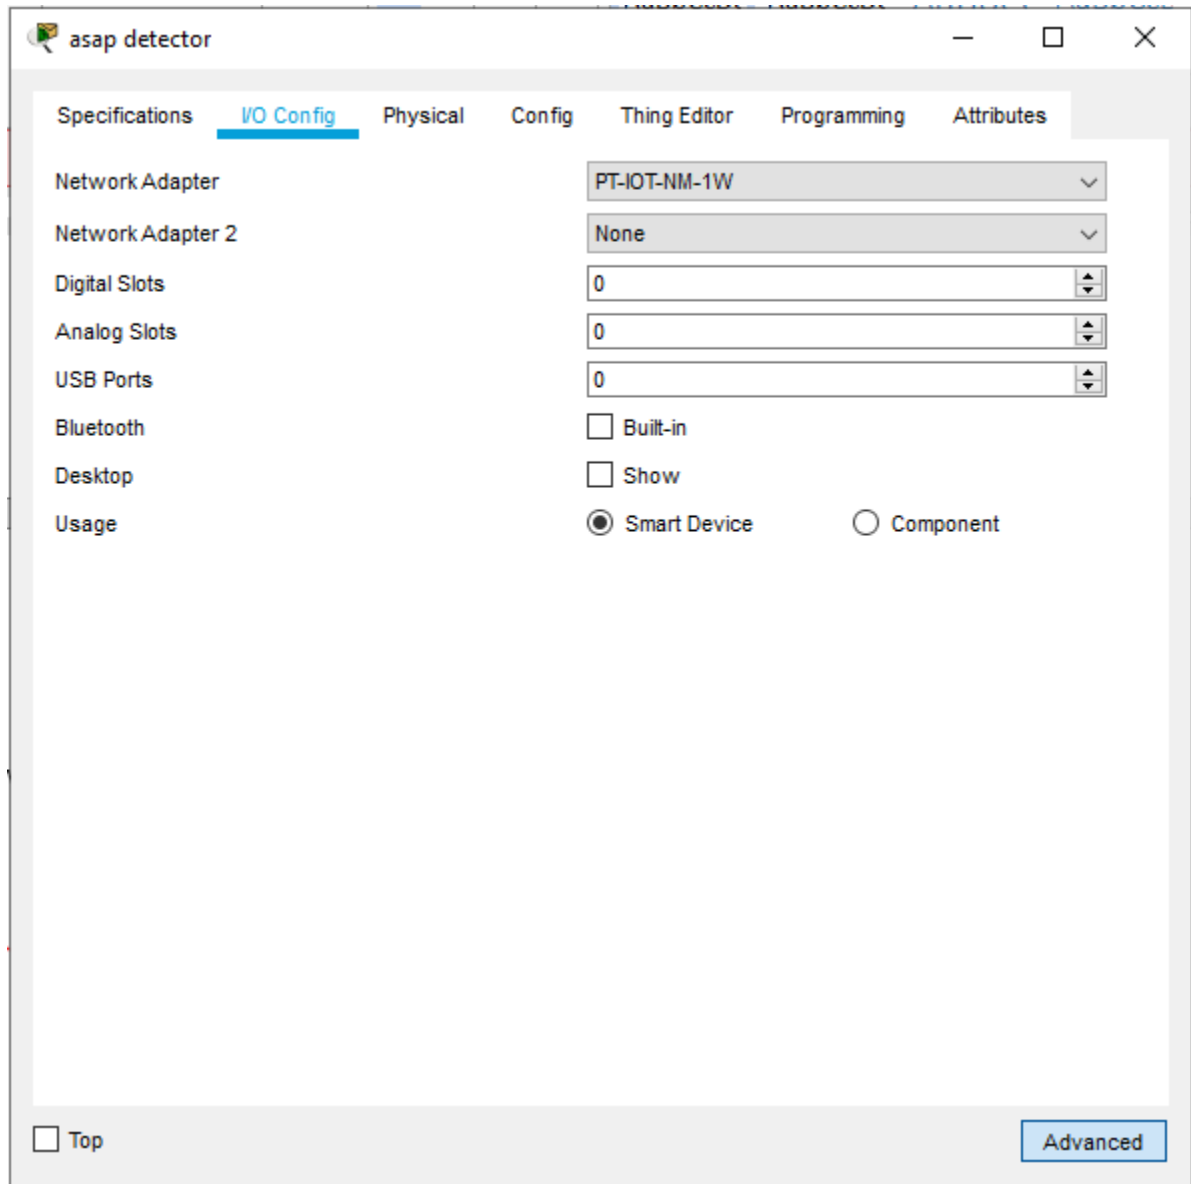 asap detector
Specifications I/O Config Physical Config Thing Editor Programming Attributes
Network Adapter PT-IOT-NM-1W
Network Adapter 2 None
Digital Slots 0
Analog Slots 0
USB Ports 0
Bluetooth Built-in
Desktop Show
Usage Smart Device Component
Top Advanced